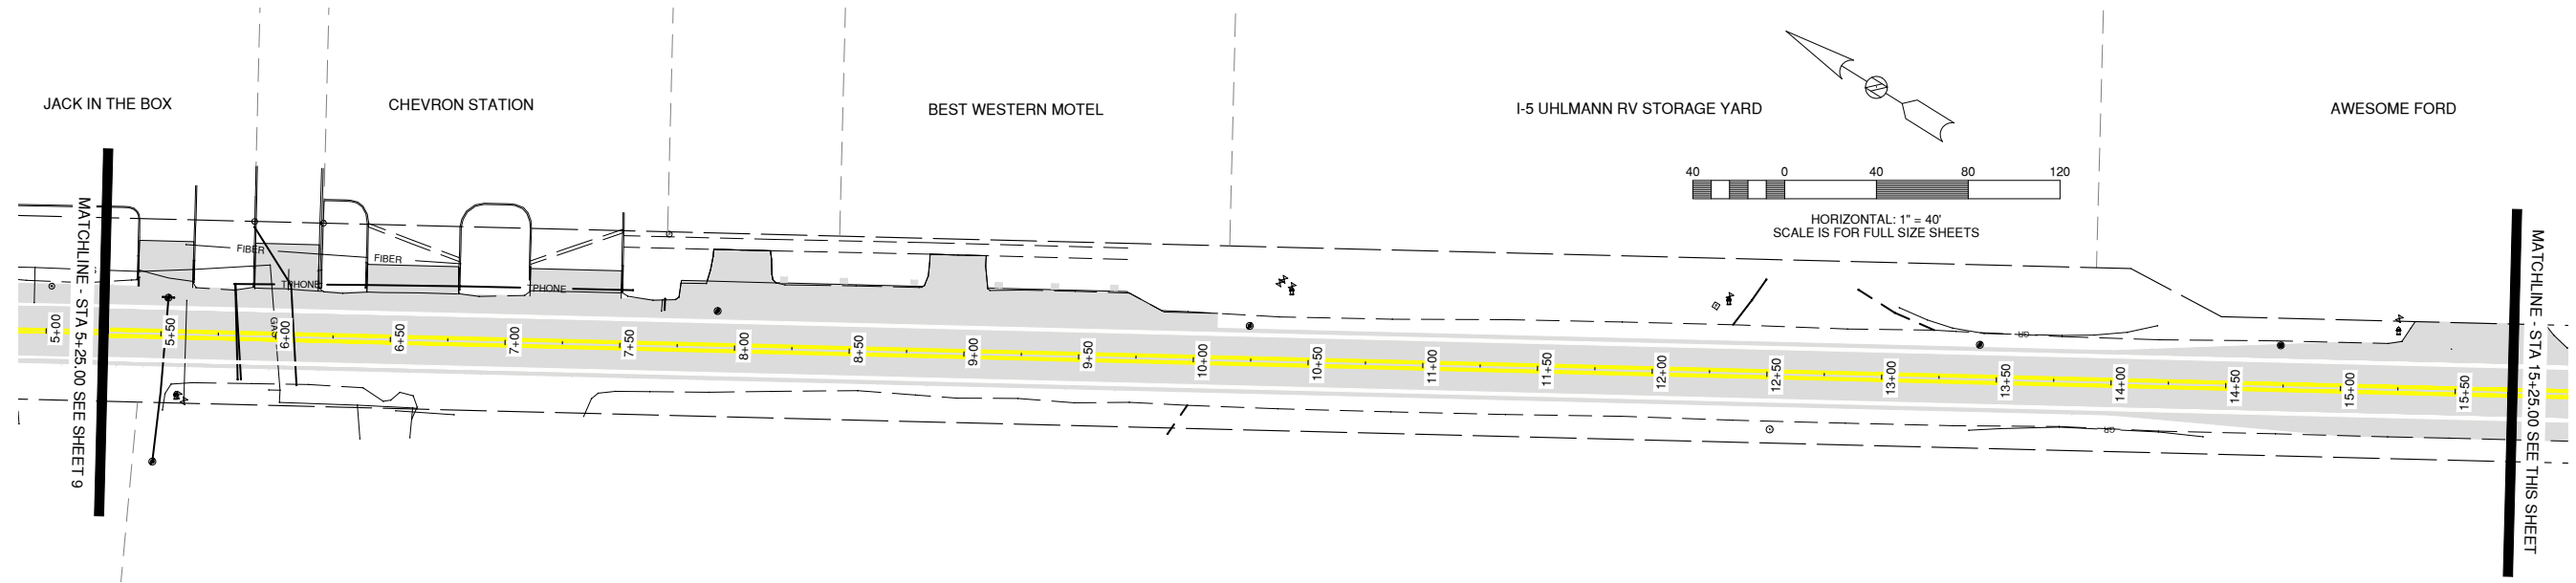 JACK IN THE BOX
CHEVRON STATION
BEST WESTERN MOTEL
I-5 UHLMANN RV STORAGE YARD
AWESOME FORD
40 0 40 80 120
HORIZONTAL: 1" = 40'
SCALE IS FOR FULL SIZE SHEETS
MATCHLINE - STA 5+25.00 SEE SHEET 9
FIBER
FIBER
TPHONE
TPHONE
GAS
GR
GR
5+00
5+50
6+00
6+50
7+00
7+50
8+00
8+50
9+00
9+50
10+00
10+50
11+00
11+50
12+00
12+50
13+00
13+50
14+00
14+50
15+00
15+50
MATCHLINE - STA 15+25.00 SEE THIS SHEET